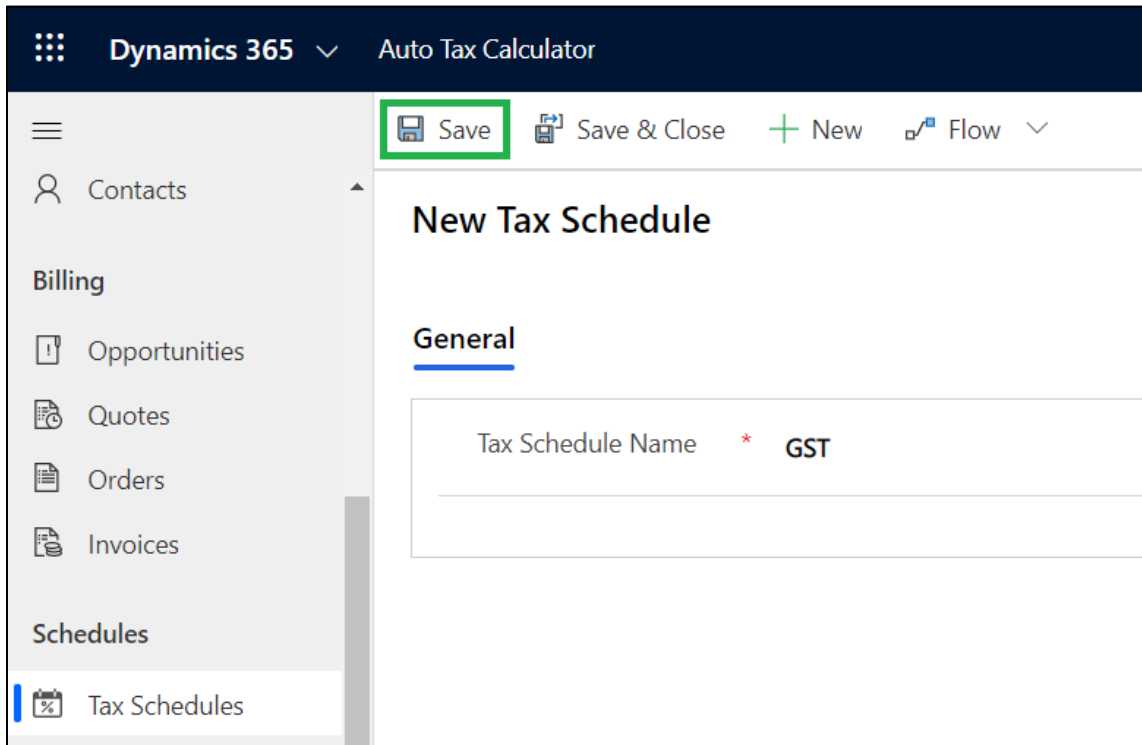 Dynamics 365 Auto Tax Calculator
Save Save & Close New Flow
Contacts
New Tax Schedule
Billing
General
Opportunities
Quotes
Tax Schedule Name * GST
Orders
Invoices
Schedules
Tax Schedules